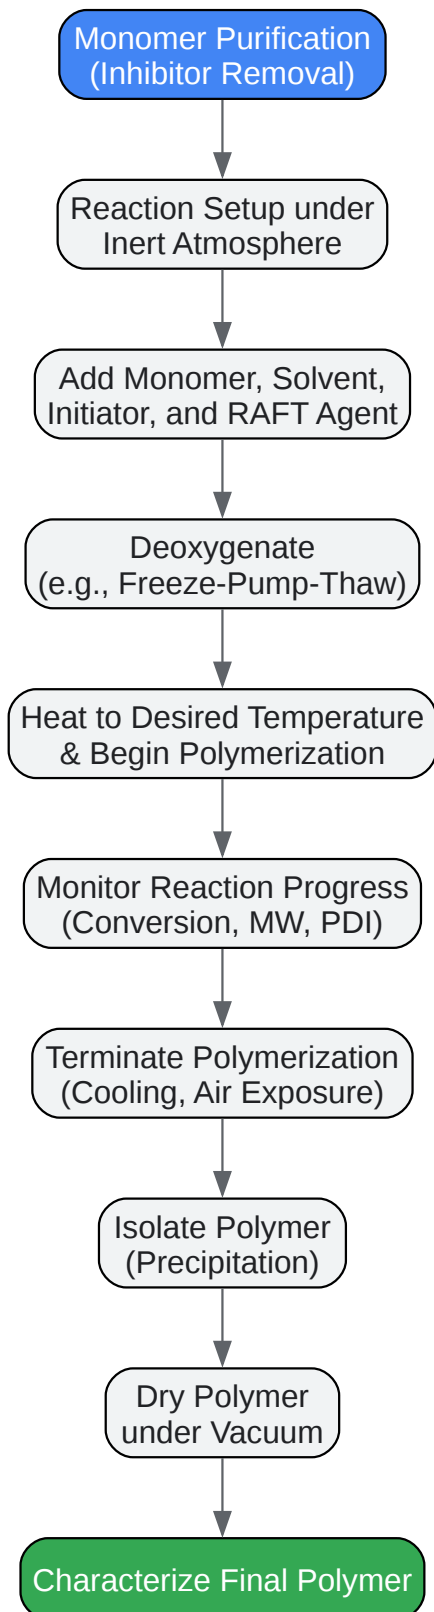 Monomer Purification
(Inhibitor Removal)
Reaction Setup under
Inert Atmosphere
Add Monomer, Solvent,
Initiator, and RAFT Agent
Deoxygenate
(e.g., Freeze-Pump-Thaw)
Heat to Desired Temperature
& Begin Polymerization
Monitor Reaction Progress
(Conversion, MW, PDI)
Terminate Polymerization
(Cooling, Air Exposure)
Isolate Polymer
(Precipitation)
Dry Polymer
under Vacuum
Characterize Final Polymer